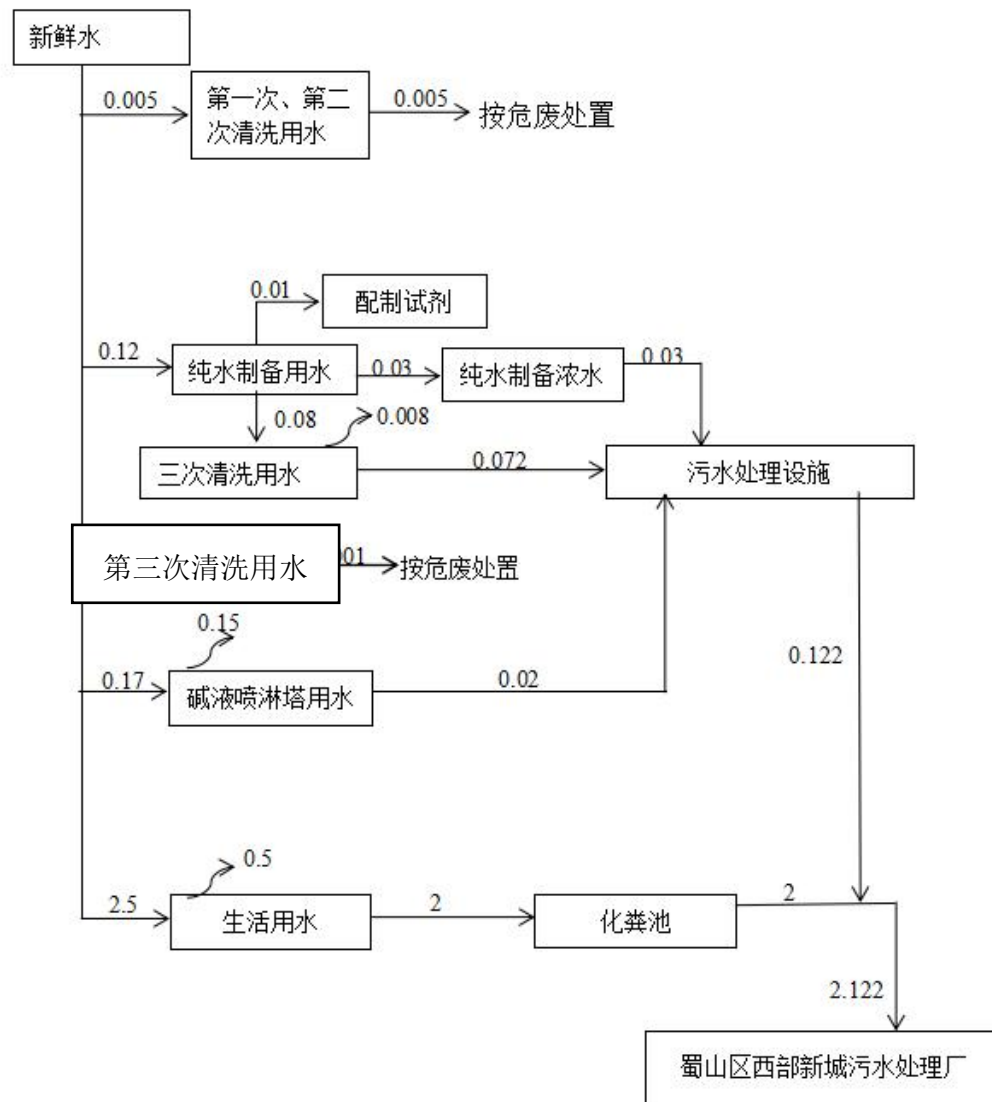 新鲜水
0.005
第一次、第二
次清洗用水
0.005
按危废处置
0.01
配制试剂
0.12
纯水制备用水
0.03
纯水制备浓水
0.03
0.08
0.008
三次清洗用水
0.072
污水处理设施
第三次清洗用水
按危废处置
0.15
0.17
碱液喷淋塔用水
0.02
0.122
0.5
2.5
生活用水
2
化粪池
2
2.122
蜀山区西部新城污水处理厂